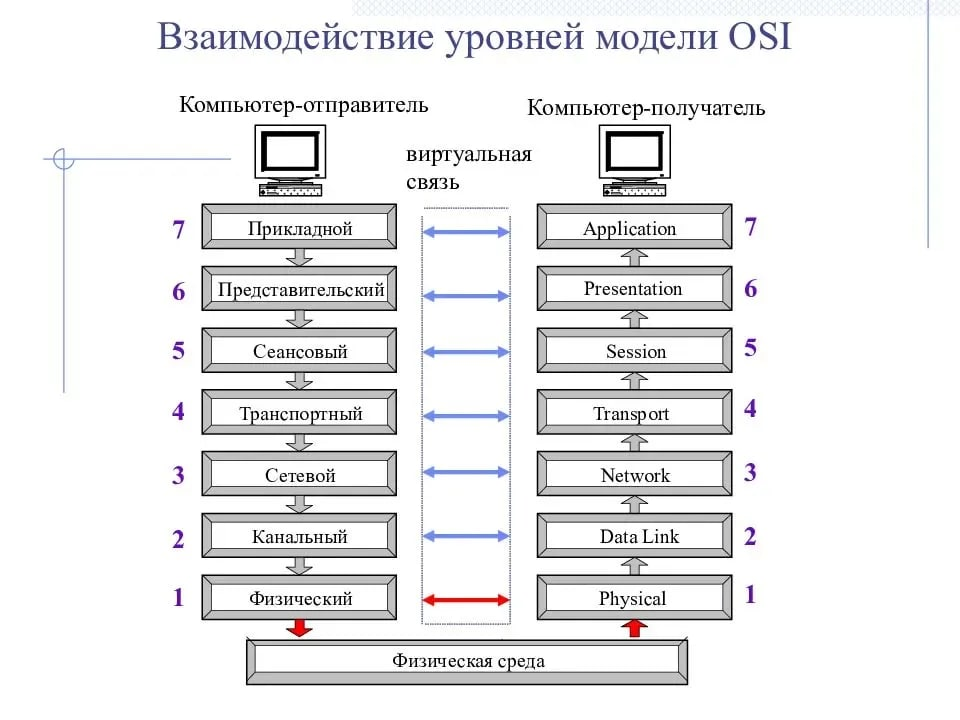 Взаимодействие уровней модели OSI
Компьютер-отправитель
Компьютер-получатель
виртуальная
связь
7 Прикладной Application 7
6 Представительский Presentation 6
5 Сеансовый Session 5
4 Транспортный Transport 4
3 Сетевой Network 3
2 Канальный Data Link 2
1 Физический Physical 1
Физическая среда